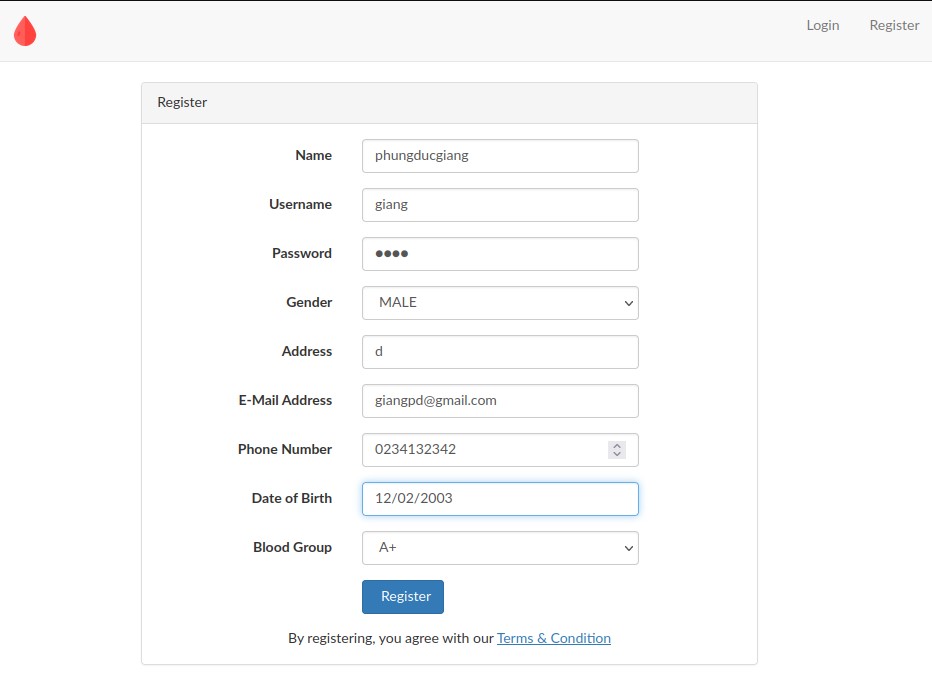 Login Register
Register
Name phungducgiang
Username giang
Password ●●●●
Gender MALE
Address d
E-Mail Address giangpd@gmail.com
Phone Number 0234132342
Date of Birth 12/02/2003
Blood Group A+
Register
By registering, you agree with our Terms & Condition